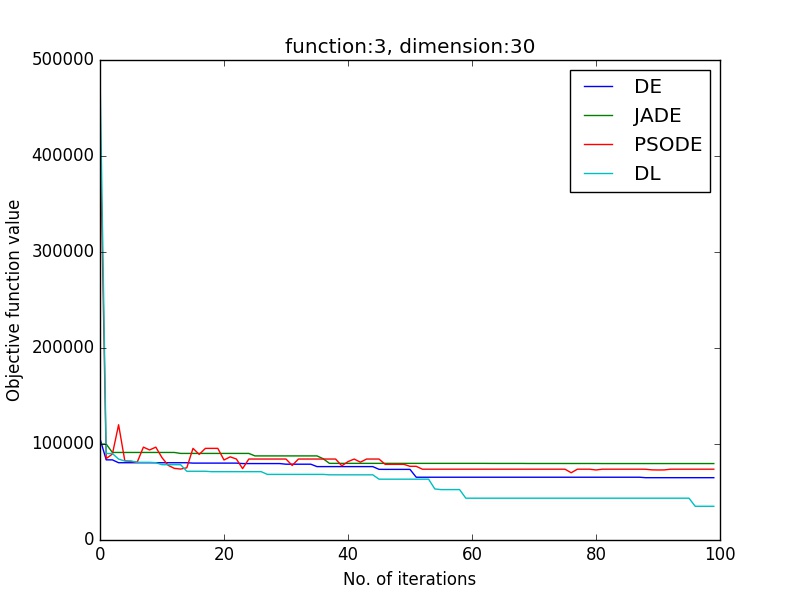 function:3, dimension:30
500000
400000
300000
200000
100000
0
Objective function value
DE
JADE
PSODE
DL
0 20 40 60 80 100
No. of iterations